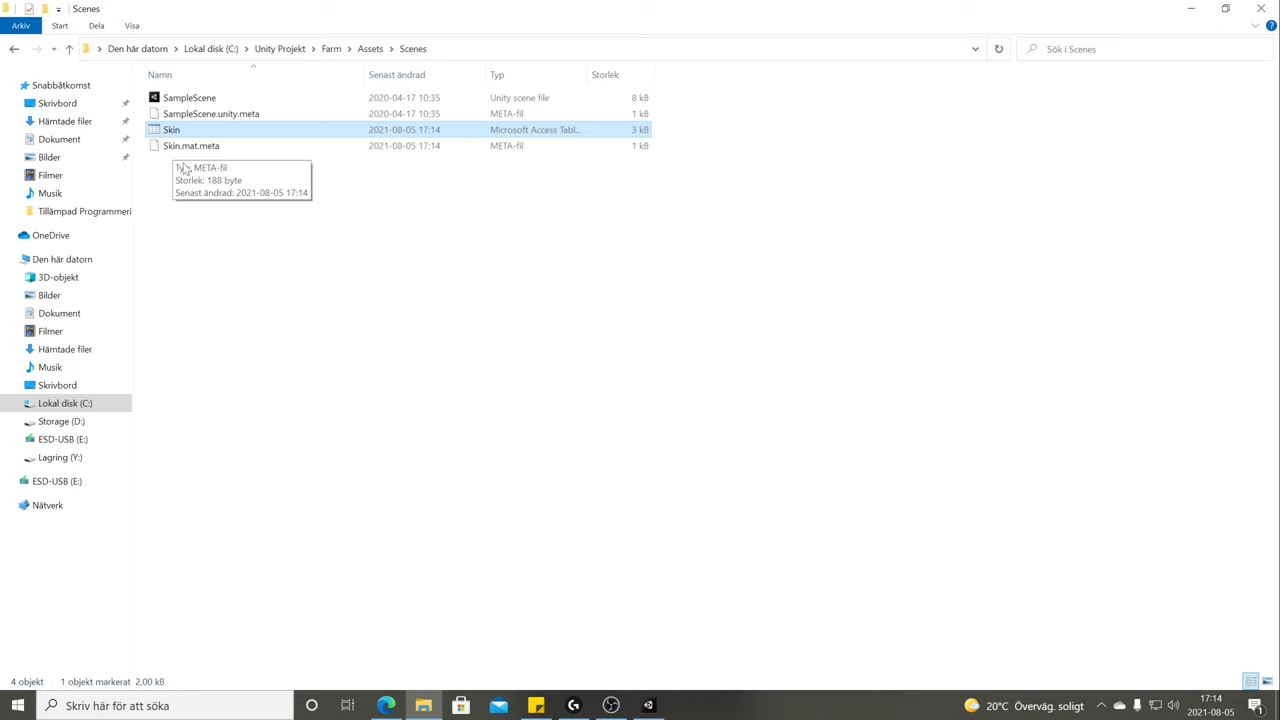 Scenes
Arkiv Start Dela Visa
Den här datorn Lokal disk (C:) Unity Projekt Farm Assets Scenes
Sök i Scenes
Namn Senast ändrad Typ Storlek
SampleScene 2020-04-17 10:35 Unity scene file 8 kB
SampleScene.unity.meta 2020-04-17 10:35 META-fil 1 kB
Skin 2021-08-05 17:14 Microsoft Access Tabl... 3 kB
Skin.mat.meta 2021-08-05 17:14 META-fil 1 kB
META-fil
Storlek: 188 byte
Senast ändrad: 2021-08-05 17:14
Snabbåtkomst
Skrivbord
Hämtade filer
Dokument
Bilder
Filmer
Musik
Tillämpad Programmeri
OneDrive
Den här datorn
3D-objekt
Bilder
Dokument
Filmer
Hämtade filer
Musik
Skrivbord
Lokal disk (C:)
Storage (D:)
ESD-USB (E:)
Lagring (Y:)
ESD-USB (E:)
Nätverk
4 objekt 1 objekt markerat 2,00 kB
Skriv här för att söka
20°C Överväg. soligt
17:14
2021-08-05
1